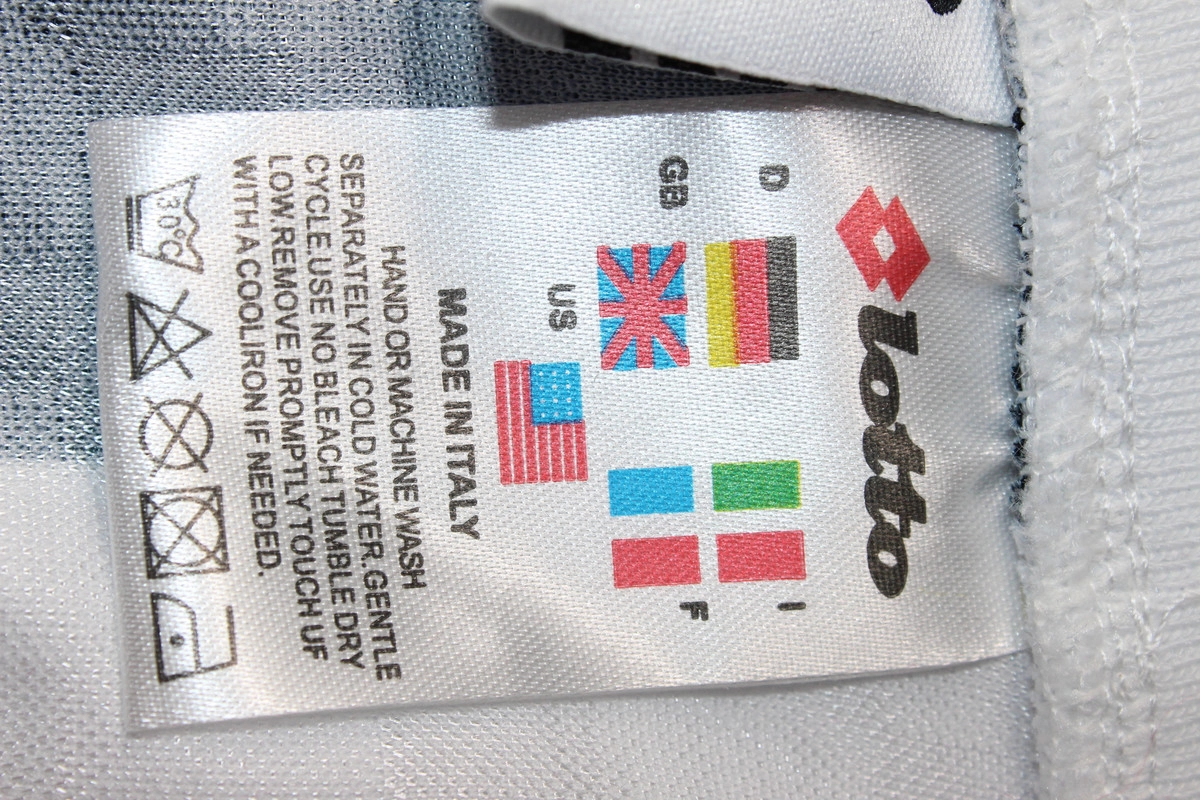 lotto
D
I
GB
F
US
MADE IN ITALY
HAND OR MACHINE WASH
SEPARATELY IN COLD WATER. GENTLE
CYCLE USE NO BLEACH TUMBLE DRY
LOW. REMOVE PROMPTLY TOUCH UF
WITH A COOL IRON IF NEEDED.
30°C